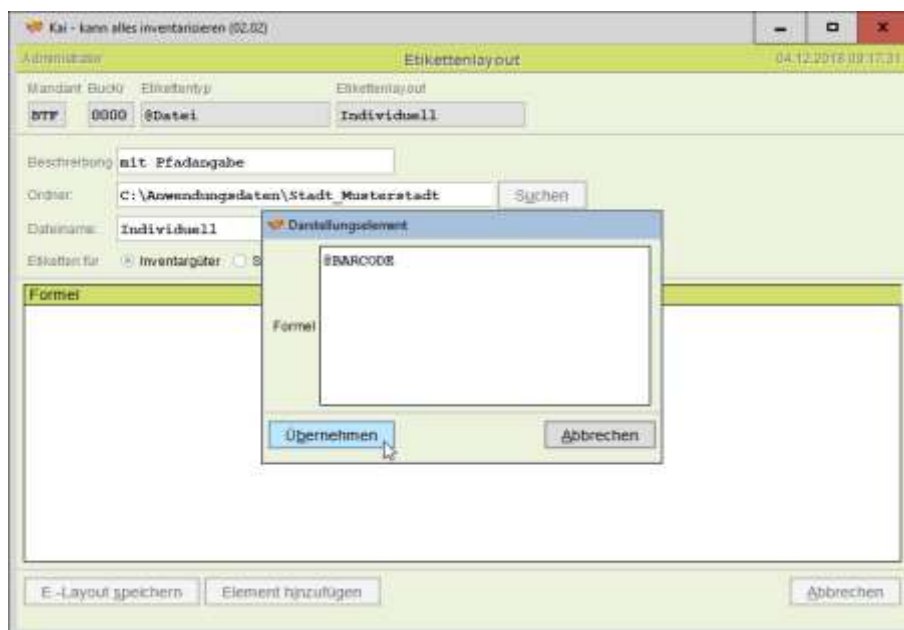 Kai - kann alles inventarisieren (02.02)
Administrator Etikettenlayout 04.12.2018 09:17:31
Mandant BucKr Etikettentyp Etikettenlayout
BTF 0000 @Datei Individuell
Beschreibung mit Pfadangabe
Ordner: C:\Anwendungsdaten\Stadt_Musterstadt Suchen
Darstellungselement
Dateiname: Individuell
Etiketten für Inventargüter S
@BARCODE
Formel
Formel
Übernehmen Abbrechen
E-Layout speichern Element hinzufügen Abbrechen